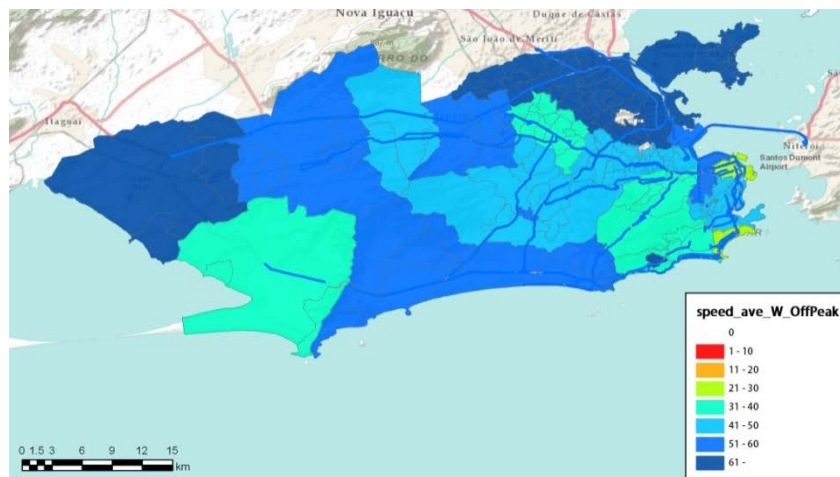 Nova Iguaçu
Duque de Caxias
São João de Meriti
Itaguaí
Niterói
Santos Dumont
Airport
speed_ave_W_OffPeak
0
1 - 10
11 - 20
21 - 30
31 - 40
41 - 50
51 - 60
61 -
0 1.5 3 6 9 12 15
km